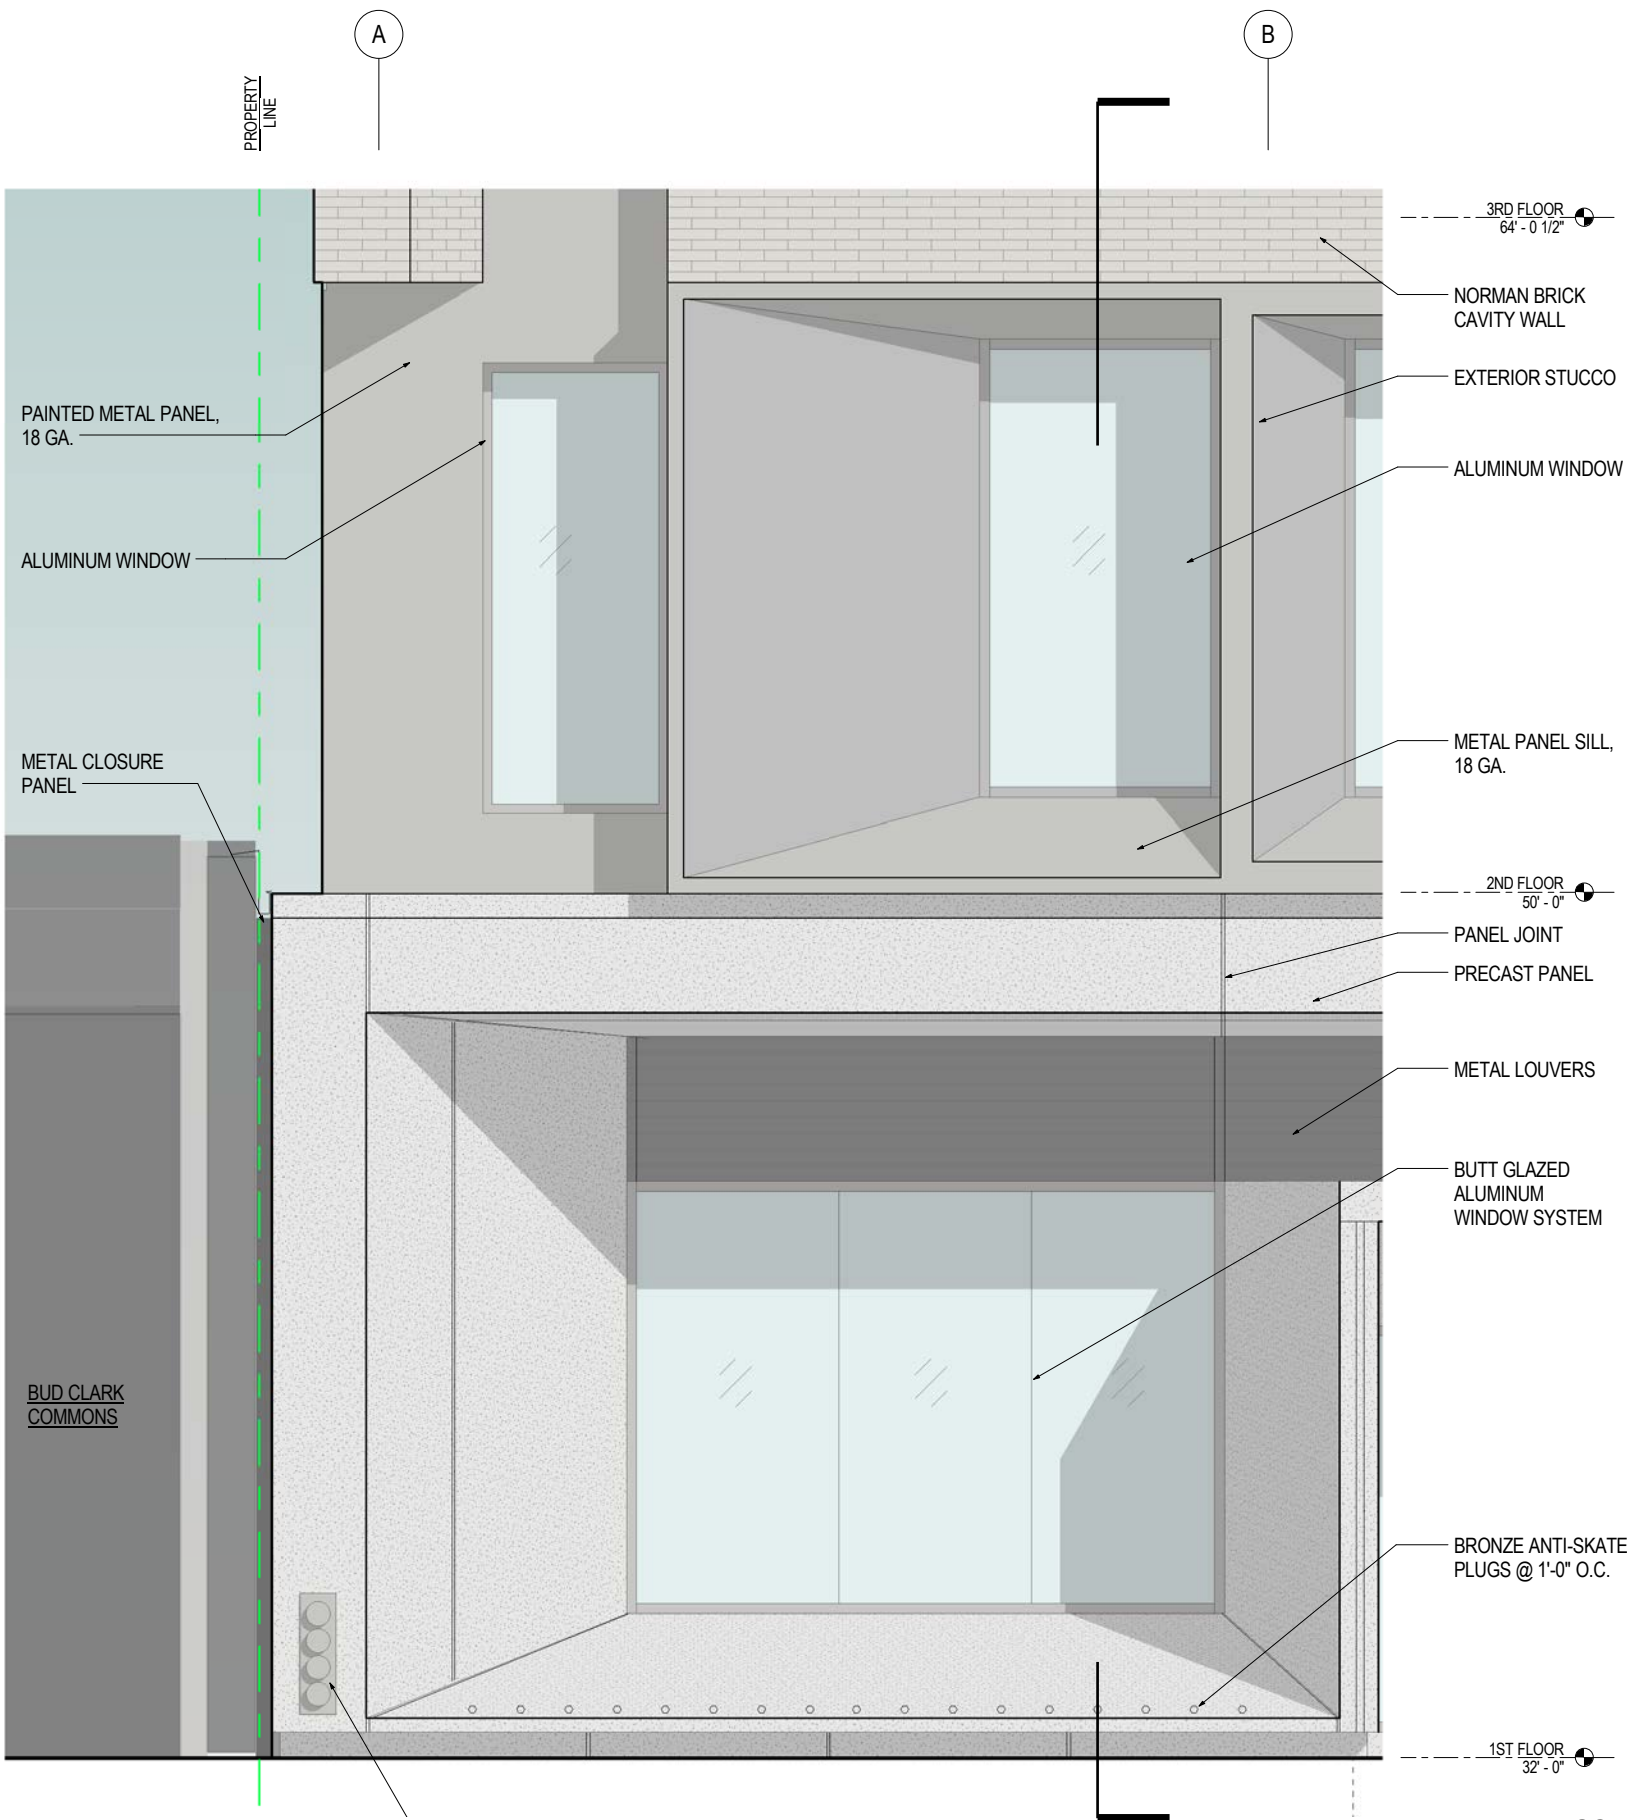 A
B
PROPERTY
LINE
3RD FLOOR
64' - 0 1/2"
NORMAN BRICK
CAVITY WALL
EXTERIOR STUCCO
PAINTED METAL PANEL,
18 GA.
ALUMINUM WINDOW
ALUMINUM WINDOW
METAL PANEL SILL,
18 GA.
METAL CLOSURE
PANEL
2ND FLOOR
50' - 0"
PANEL JOINT
PRECAST PANEL
METAL LOUVERS
BUTT GLAZED
ALUMINUM
WINDOW SYSTEM
BUD CLARK
COMMONS
BRONZE ANTI-SKATE
PLUGS @ 1'-0" O.C.
1ST FLOOR
32' - 0"